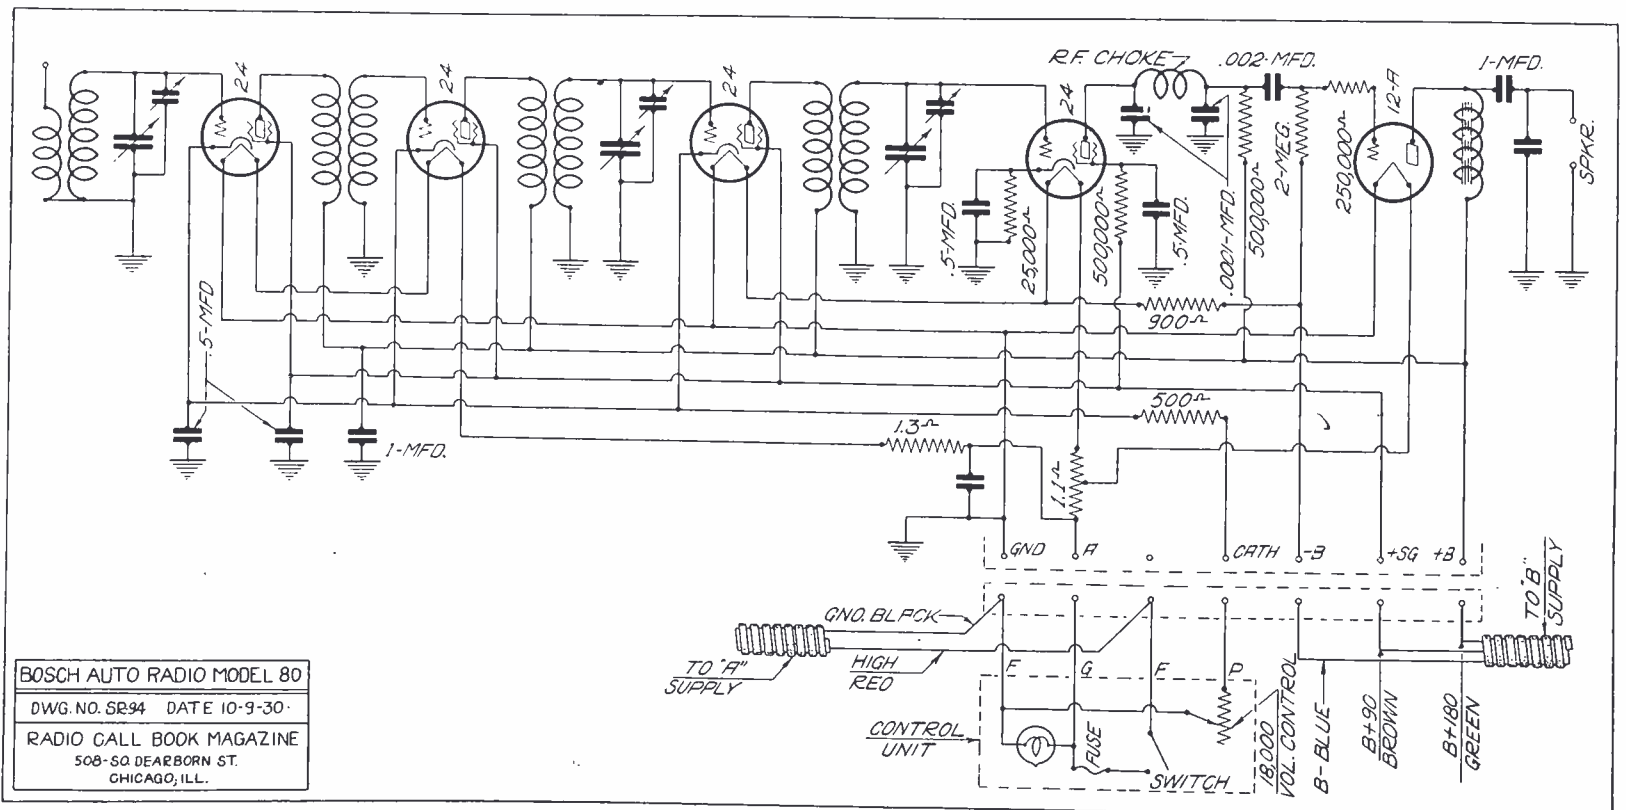 24
24
24
R.F. CHOKE
24
.002-MFD.
2-MEG.
250,000Ω
12-A
1-MFD.
SPKR.
.5-MFD.
25,000Ω
500,000Ω
.5-MFD.
.0001-MFD.
500,000Ω
900Ω
.5-MFD
1-MFD.
1.3Ω
500Ω
1.1Ω
GND
A
CATH
-B
+SG
+B
TO "B"
SUPPLY
GND. BLACK
HIGH
RED
TO "A"
SUPPLY
E
G
F
P
CONTROL
UNIT
FUSE
SWITCH
18,000
VOL. CONTROL
B-BLUE
B+90
BROWN
B+180
GREEN
BOSCH AUTO RADIO MODEL 80
DWG. NO. SR94 DATE 10-9-30.
RADIO CALL BOOK MAGAZINE
508-SO. DEARBORN ST.
CHICAGO, ILL.